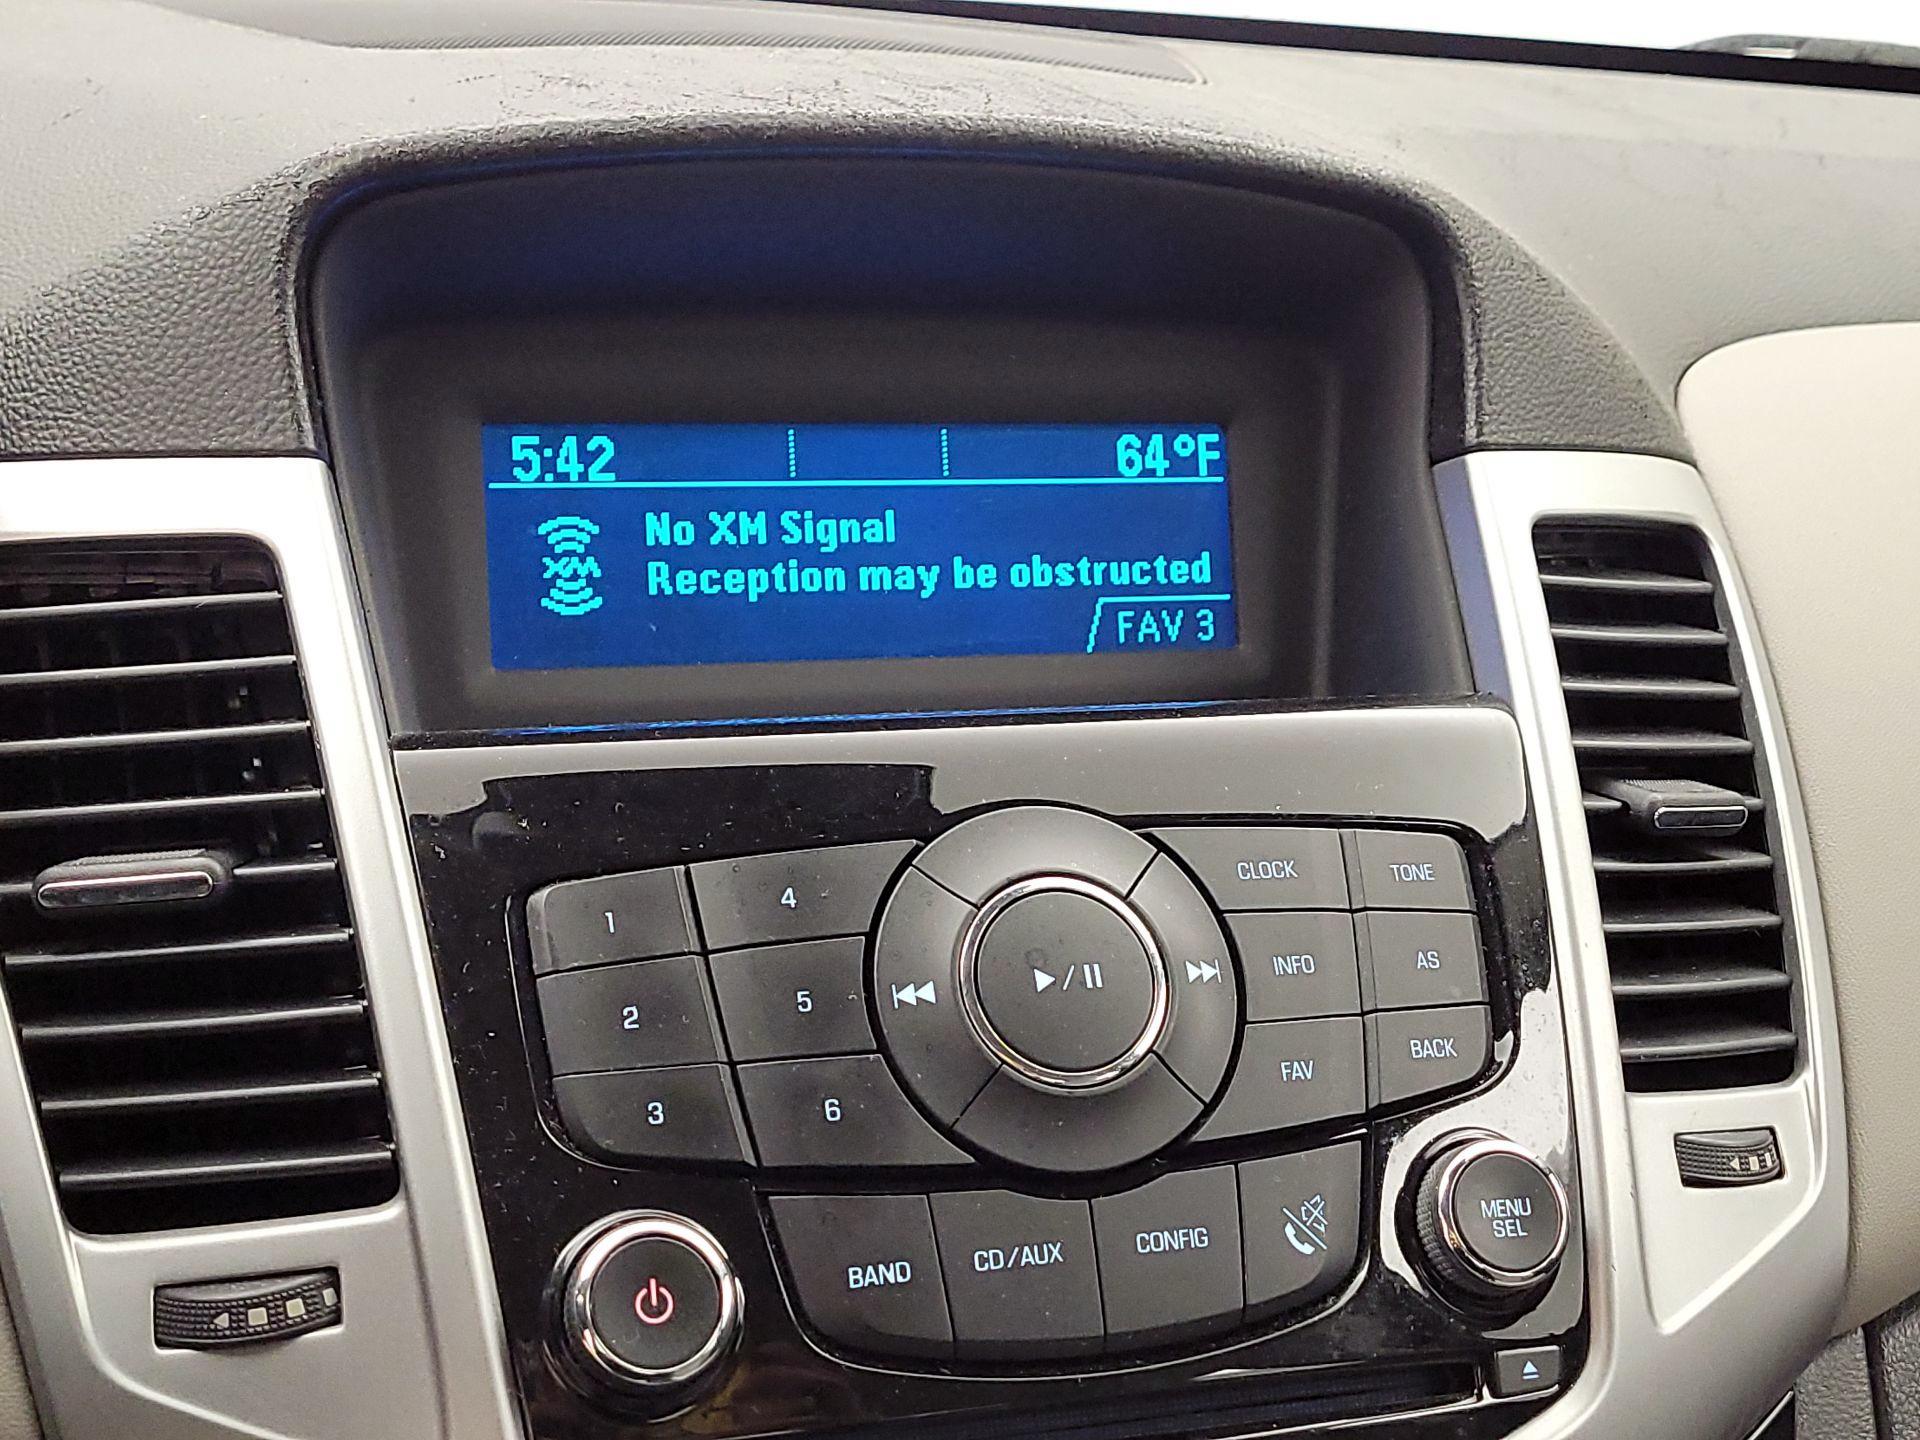 5:42 64°F
No XM Signal
XM Reception may be obstructed
FAV 3
1 4 CLOCK TONE
2 5 INFO AS
3 6 FAV BACK
BAND CD/AUX CONFIG
MENU
SEL